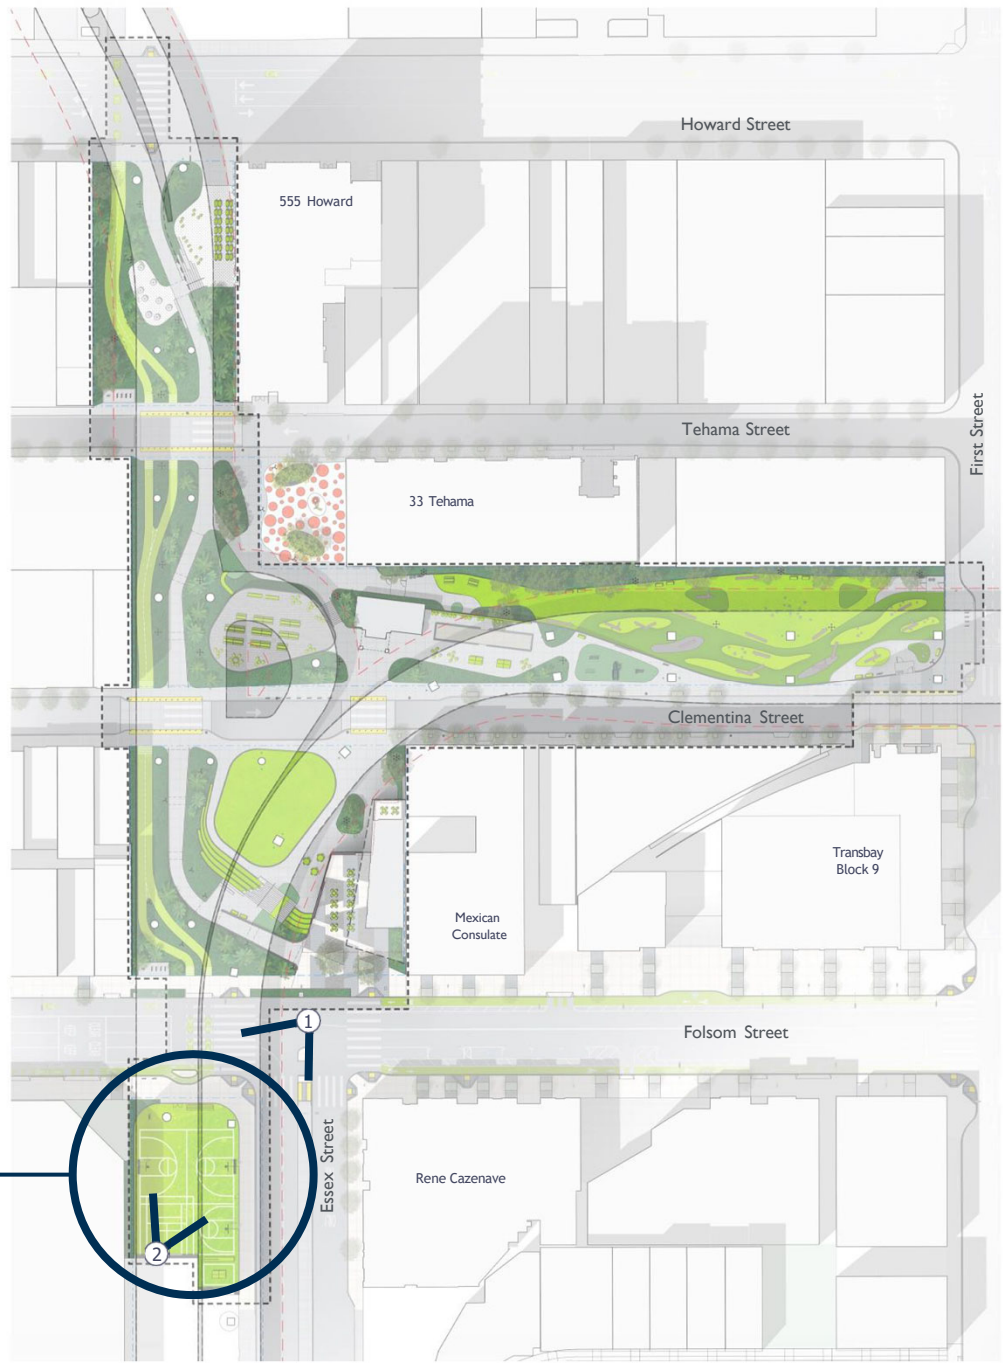 Howard Street
555 Howard
Tehama Street
First Street
33 Tehama
Clementina Street
Transbay
Block 9
Mexican
Consulate
1
Folsom Street
Essex Street
Rene Cazenave
2